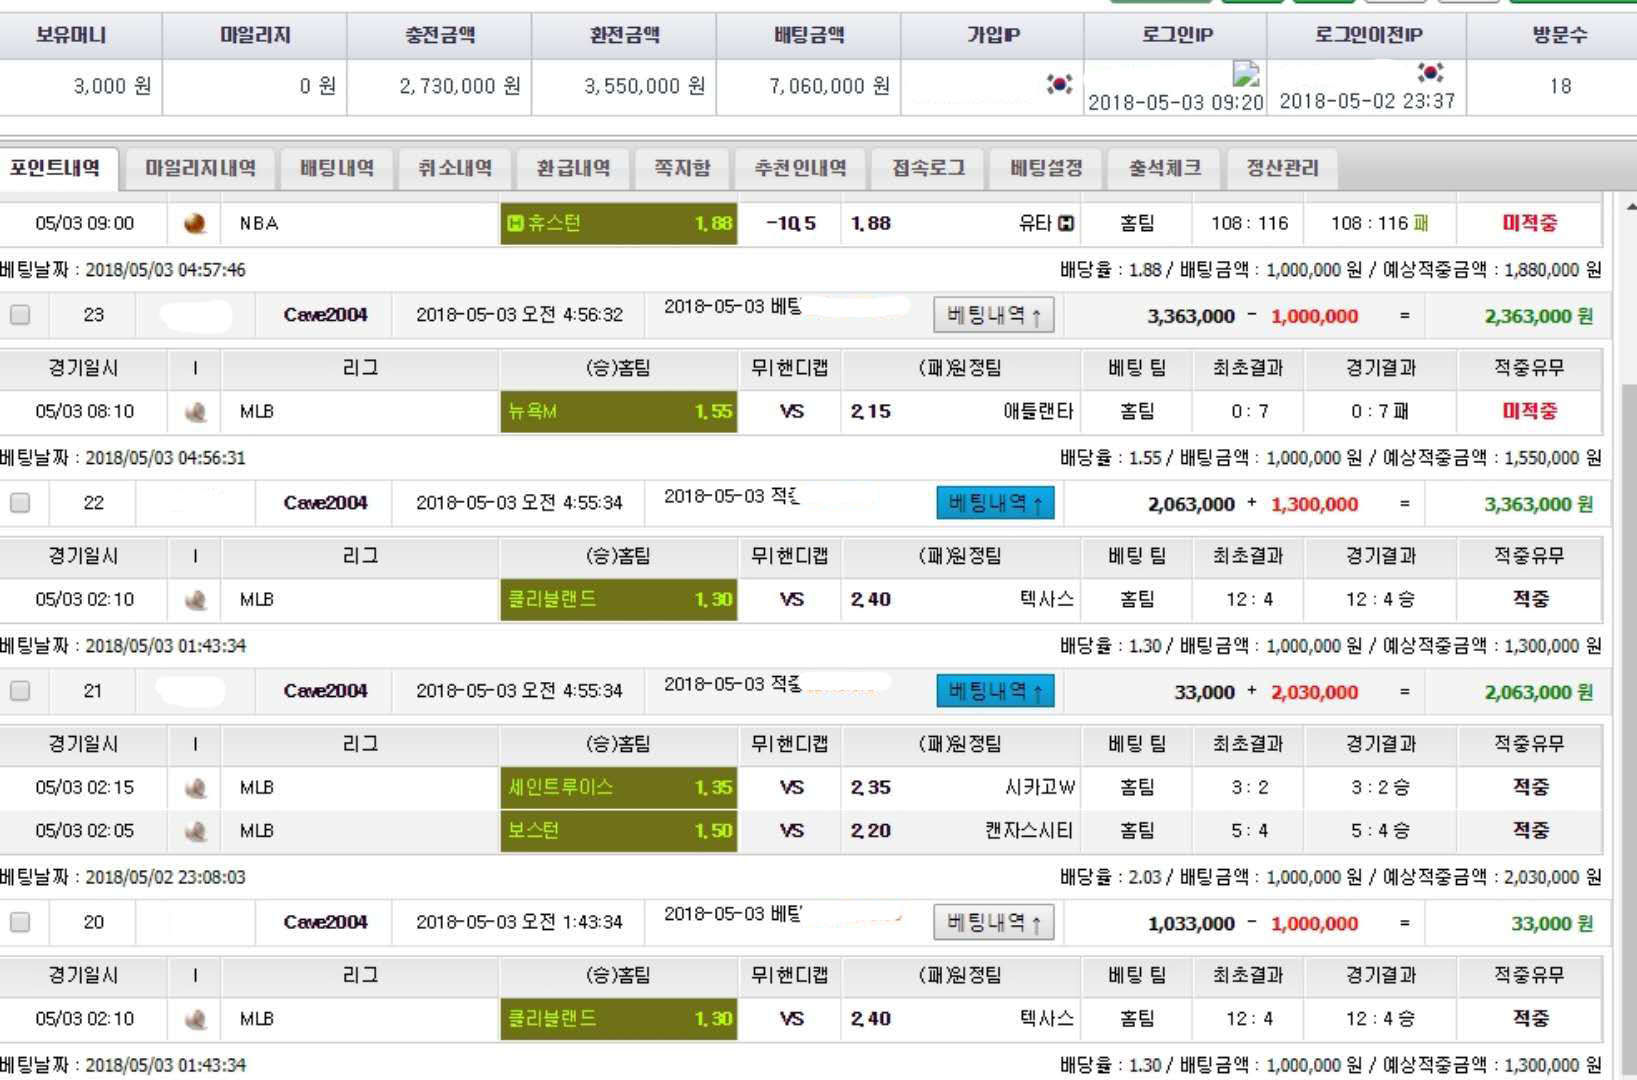 보유머니 마일리지 충전금액 환전금액 배팅금액 가입IP 로그인IP 로그인이전IP 방문수
3,000 원 0 원 2,730,000 원 3,550,000 원 7,060,000 원 2018-05-03 09:20 2018-05-02 23:37 18
포인트내역 마일리지내역 배팅내역 취소내역 환급내역 쪽지함 추천인내역 접속로그 베팅설정 출석체크 정산관리
05/03 09:00 NBA H 휴스턴 1.88 -10.5 1.88 유타 H 홈팀 108 : 116 108 : 116 패 미적중
베팅날짜 : 2018/05/03 04:57:46 배당율 : 1.88 / 배팅금액 : 1,000,000 원 / 예상적중금액 : 1,880,000 원
23 Cave2004 2018-05-03 오전 4:56:32 2018-05-03 베팅 베팅내역 ↑ 3,363,000 - 1,000,000 = 2,363,000 원
경기일시 I 리그 (승)홈팀 무|핸디캡 (패)원정팀 베팅 팀 최초결과 경기결과 적중유무
05/03 08:10 MLB 뉴욕M 1.55 VS 2.15 애틀랜타 홈팀 0 : 7 0 : 7 패 미적중
베팅날짜 : 2018/05/03 04:56:31 배당율 : 1.55 / 배팅금액 : 1,000,000 원 / 예상적중금액 : 1,550,000 원
22 Cave2004 2018-05-03 오전 4:55:34 2018-05-03 베팅내역 ↑ 2,063,000 + 1,300,000 = 3,363,000 원
경기일시 I 리그 (승)홈팀 무|핸디캡 (패)원정팀 베팅 팀 최초결과 경기결과 적중유무
05/03 02:10 MLB 클리블랜드 1.30 VS 2.40 텍사스 홈팀 12 : 4 12 : 4 승 적중
베팅날짜 : 2018/05/03 01:43:34 배당율 : 1.30 / 배팅금액 : 1,000,000 원 / 예상적중금액 : 1,300,000 원
21 Cave2004 2018-05-03 오전 4:55:34 2018-05-03 적중 베팅내역 ↑ 33,000 + 2,030,000 = 2,063,000 원
경기일시 I 리그 (승)홈팀 무|핸디캡 (패)원정팀 베팅 팀 최초결과 경기결과 적중유무
05/03 02:15 MLB 세인트루이스 1.35 VS 2.35 시카고W 홈팀 3 : 2 3 : 2 승 적중
05/03 02:05 MLB 보스턴 1.50 VS 2.20 캔자스시티 홈팀 5 : 4 5 : 4 승 적중
베팅날짜 : 2018/05/02 23:08:03 배당율 : 2.03 / 배팅금액 : 1,000,000 원 / 예상적중금액 : 2,030,000 원
20 Cave2004 2018-05-03 오전 1:43:34 2018-05-03 베팅 베팅내역 ↑ 1,033,000 - 1,000,000 = 33,000 원
경기일시 I 리그 (승)홈팀 무|핸디캡 (패)원정팀 베팅 팀 최초결과 경기결과 적중유무
05/03 02:10 MLB 클리블랜드 1.30 VS 2.40 텍사스 홈팀 12 : 4 12 : 4 승 적중
베팅날짜 : 2018/05/03 01:43:34 배당율 : 1.30 / 배팅금액 : 1,000,000 원 / 예상적중금액 : 1,300,000 원